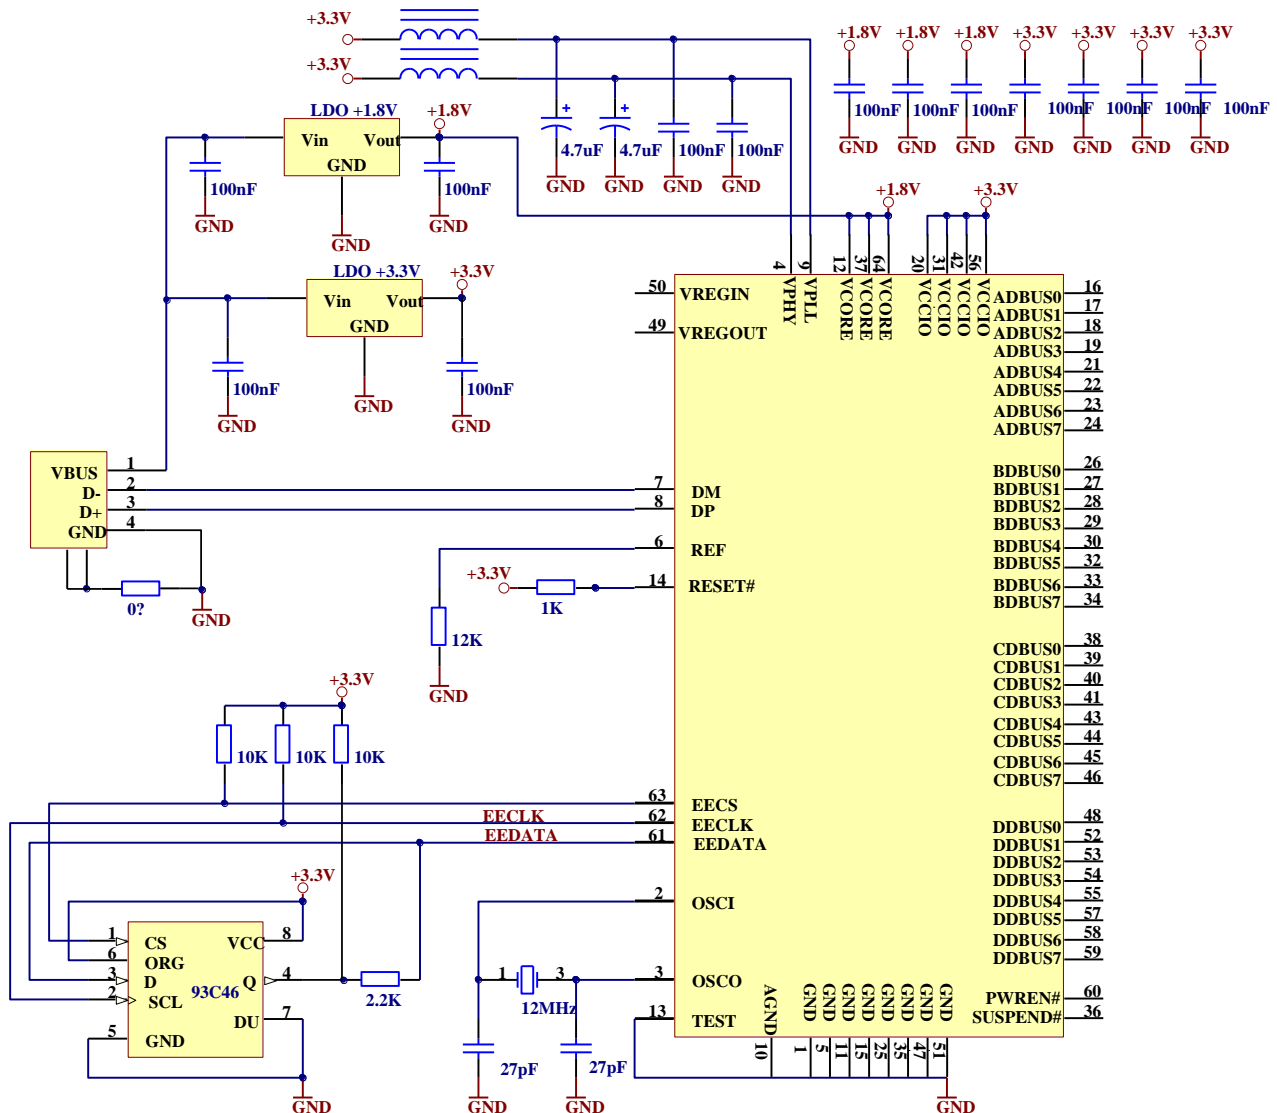 +3.3V
+3.3V
+1.8V +1.8V +1.8V +3.3V +3.3V +3.3V +3.3V
100nF 100nF 100nF 100nF 100nF 100nF 100nF
GND GND GND GND GND GND GND
LDO +1.8V
+1.8V
Vin
Vout
GND
100nF
100nF
GND
GND
GND
4.7uF 4.7uF 100nF 100nF
GND GND GND GND
LDO +3.3V
+3.3V
Vin
Vout
GND
100nF
100nF
GND
GND
GND
+1.8V
+3.3V
4 9 12 37 64 20 31 42 56
VPHY VPLL VCORE VCORE VCORE VCCIO VCCIO VCCIO VCCIO
50 VREGIN
49 VREGOUT
ADBUS0 16
ADBUS1 17
ADBUS2 18
ADBUS3 19
ADBUS4 21
ADBUS5 22
ADBUS6 23
ADBUS7 24
BDBUS0 26
BDBUS1 27
BDBUS2 28
BDBUS3 29
BDBUS4 30
BDBUS5 32
BDBUS6 33
BDBUS7 34
CDBUS0 38
CDBUS1 39
CDBUS2 40
CDBUS3 41
CDBUS4 43
CDBUS5 44
CDBUS6 45
CDBUS7 46
DDBUS0 48
DDBUS1 52
DDBUS2 53
DDBUS3 54
DDBUS4 55
DDBUS5 57
DDBUS6 58
DDBUS7 59
PWREN# 60
SUSPEND# 36
VBUS 1
D- 2
D+ 3
GND 4
0?
GND
7 DM
8 DP
6 REF
14 RESET#
+3.3V
1K
12K
GND
+3.3V
10K 10K 10K
63 EECS
EECLK 62 EECLK
EEDATA 61 EEDATA
2 OSCI
3 OSCO
13 TEST
+3.3V
1 CS
6 ORG
3 D
2 SCL
5 GND
VCC 8
Q 4
DU 7
93C46
2.2K
GND
1 3
12MHz
27pF
27pF
GND
GND
AGND GND GND GND GND GND GND GND GND
10 1 5 11 15 25 35 47 51
GND